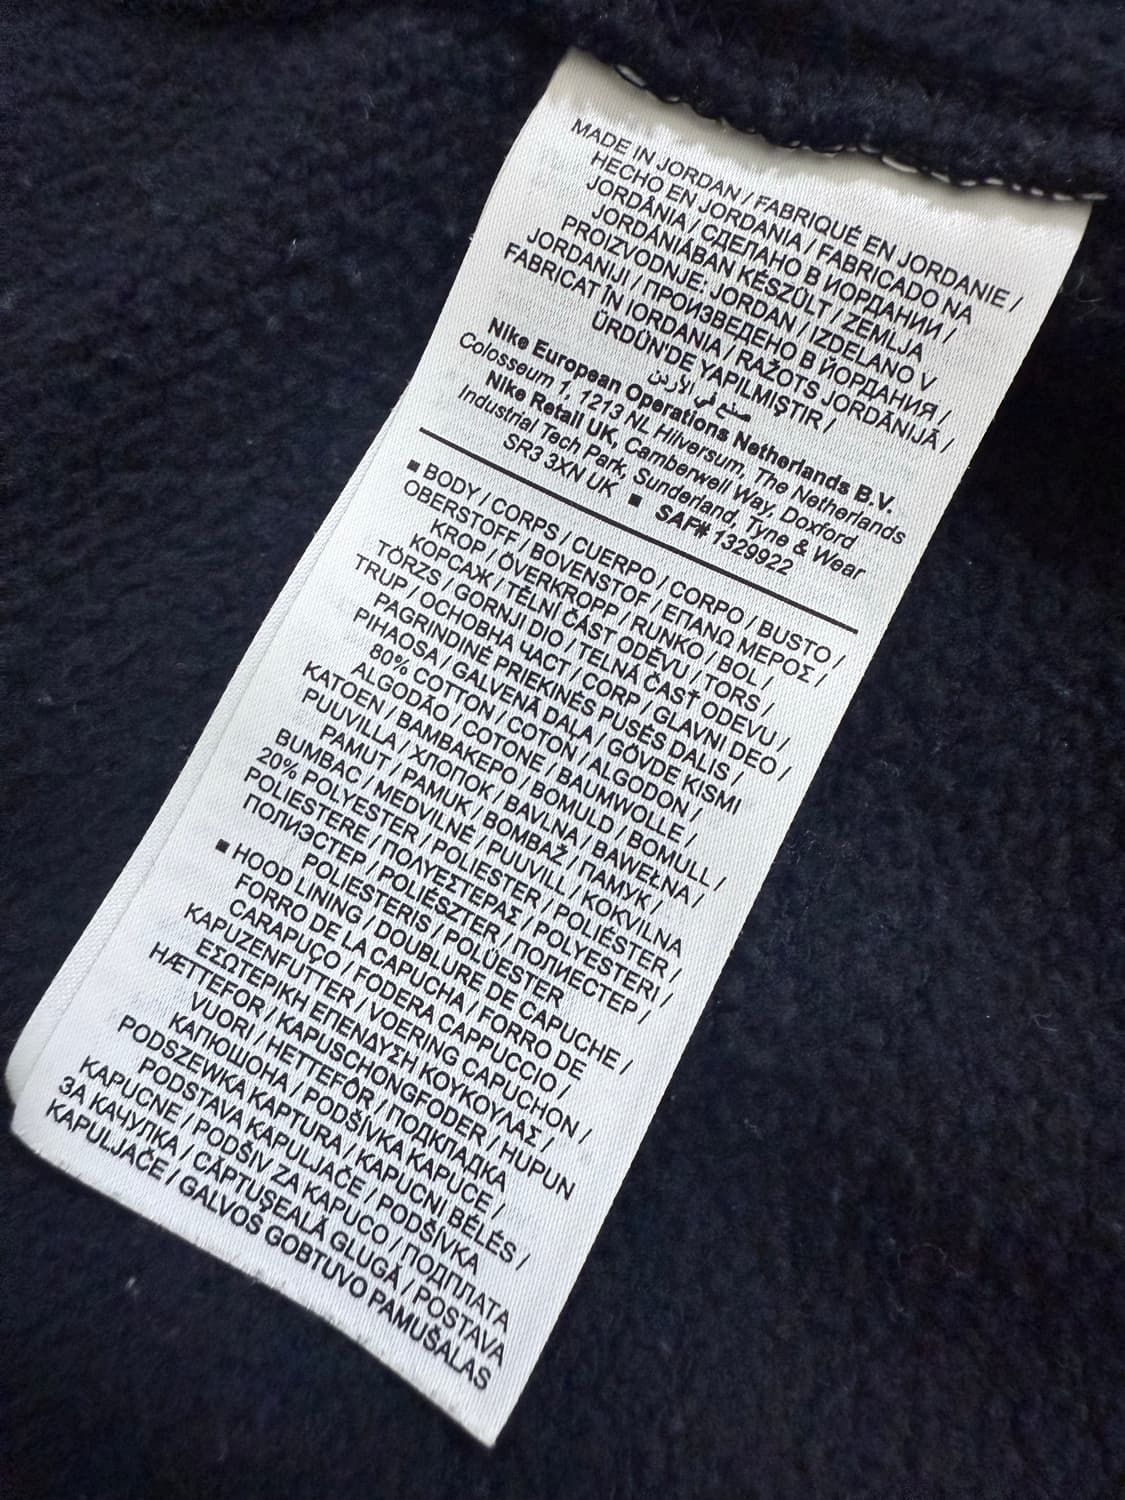 MADE IN JORDAN / FABRIQUÉ EN JORDANIE /
HECHO EN JORDANIA / FABRICADO NA
JORDÂNIA / СДЕЛАНО В ИОРДАНИИ /
JORDÁNIÁBAN KÉSZÜLT / ZEMLJA
PROIZVODNJE: JORDAN / IZDELANO V
JORDANIJI / ПРОИЗВЕДЕНО В ЙОРДАНИЯ /
FABRICAT ÎN IORDANIA / RAŽOTS JORDĀNIJĀ /
ÜRDÜN'DE YAPILMIŞTIR /
صنع في الأردن
Nike European Operations Netherlands B.V.
Colosseum 1, 1213 NL Hilversum, The Netherlands
Nike Retail UK, Camberwell Way, Doxford
Industrial Tech Park, Sunderland, Tyne & Wear
SR3 3XN UK ■ SAF# 1329922
■ BODY / CORPS / CUERPO / CORPO / BUSTO /
OBERSTOFF / BOVENSTOF / ΕΠΑΝΩ ΜΕΡΟΣ /
KROP / ÖVERKROPP / RUNKO / BOL /
КОРСАЖ / TĚLNÍ ČÁST ODĚVU / TORS /
TÖRZS / GORNJI DIO / TELNÁ ČASŤ ODEVU /
TRUP / ОСНОВНА ЧАСТ / CORP / GLAVNI DEO /
PAGRINDINĖ PRIEKINĖS PUSĖS DALIS /
PIHAOSA / GALVENĀ DAĻA / GÖVDE KISMI
80% COTTON / COTON / ALGODON /
ALGODÃO / COTONE / BAUMWOLLE /
KATOEN / ΒΑΜΒΑΚΕΡΟ / BOMULD / BOMULL /
PUUVILLA / ХЛОПОК / BAVLNA / BAWEŁNA /
PAMUT / PAMUK / BOMBAŽ / ПАМУК /
BUMBAC / MEDVILNĖ / PUUVILL / KOKVILNA
20% POLYESTER / POLIESTER / POLIÉSTER /
POLIESTERE / ΠΟΛΥΕΣΤΕΡΑΣ / POLYESTERI /
ПОЛИЭСТЕР / POLIÉSZTER / ПОЛИЕСТЕР /
POLIESTERIS / POLÜESTER
■ HOOD LINING / DOUBLURE DE CAPUCHE /
FORRO DE LA CAPUCHA / FORRO DE
CARAPUÇO / FODERA CAPPUCCIO /
KAPUZENFUTTER / VOERING CAPUCHON /
ΕΣΩΤΕΡΙΚΗ ΕΠΕΝΔΥΣΗ ΚΟΥΚΟΥΛΑΣ /
HÆTTEFOR / KAPUSCHONGFODER / HUPUN
VUORI / HETTEFÔR / ПОДКЛАДКА
КАПЮШОНА / PODŠÍVKA KAPUCE /
PODSZEWKA KAPTURA / KAPUCNI BÉLÉS /
PODSTAVA KAPULJAČE / PODŠÍVKA
KAPUCNE / PODŠIV ZA KAPUCO / ПОДПЛАТА
ЗА КАЧУЛКА / CĂPTUȘEALĂ GLUGĂ / POSTAVA
KAPULJAČE / GALVOS GOBTUVO PAMUŠALAS